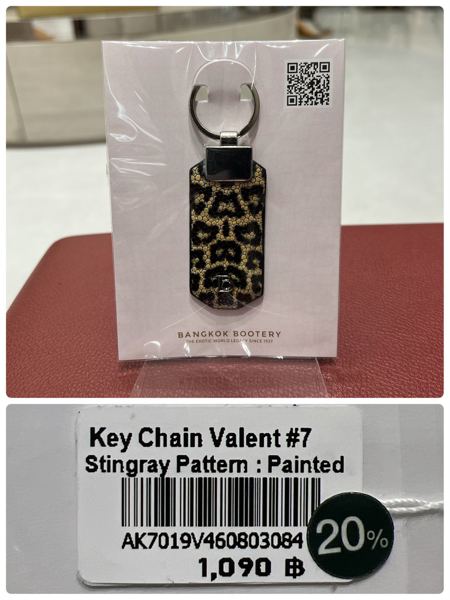 BANGKOK BOOTERY
THE EXOTIC WORLD LEGACY SINCE 1937
Key Chain Valent #7
Stingray Pattern : Painted
AK7019V460803084
1,090 ฿
20%